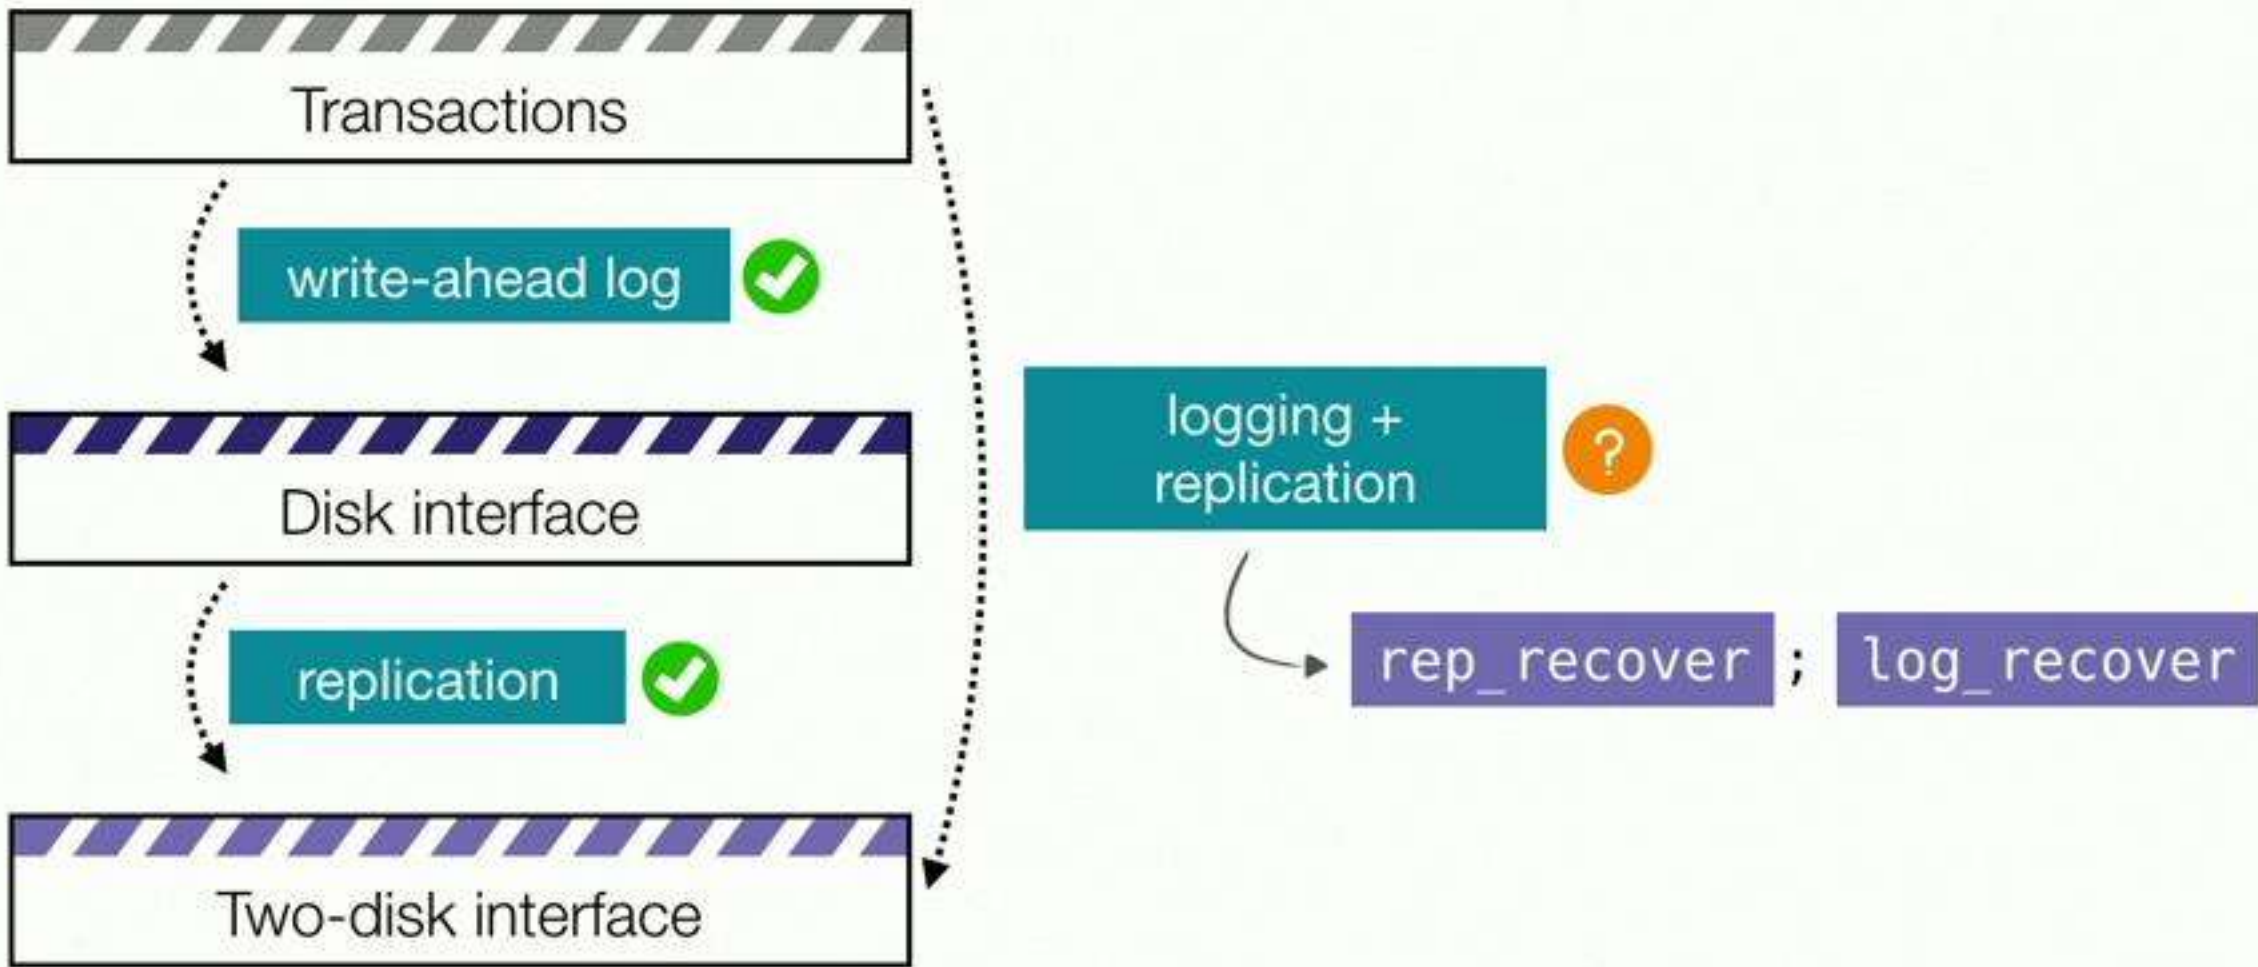 Transactions
write-ahead log
Disk interface
replication
Two-disk interface
logging +
replication
?
rep_recover ; log_recover